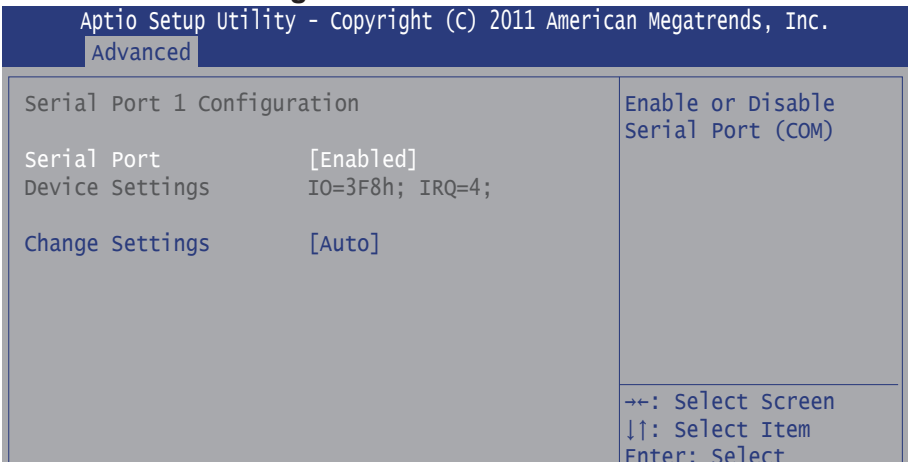 Aptio Setup Utility - Copyright (C) 2011 American Megatrends, Inc.
Advanced
Serial Port 1 Configuration
Serial Port [Enabled]
Device Settings IO=3F8h; IRQ=4;
Change Settings [Auto]
Enable or Disable
Serial Port (COM)
→←: Select Screen
↓↑: Select Item
Enter: Select